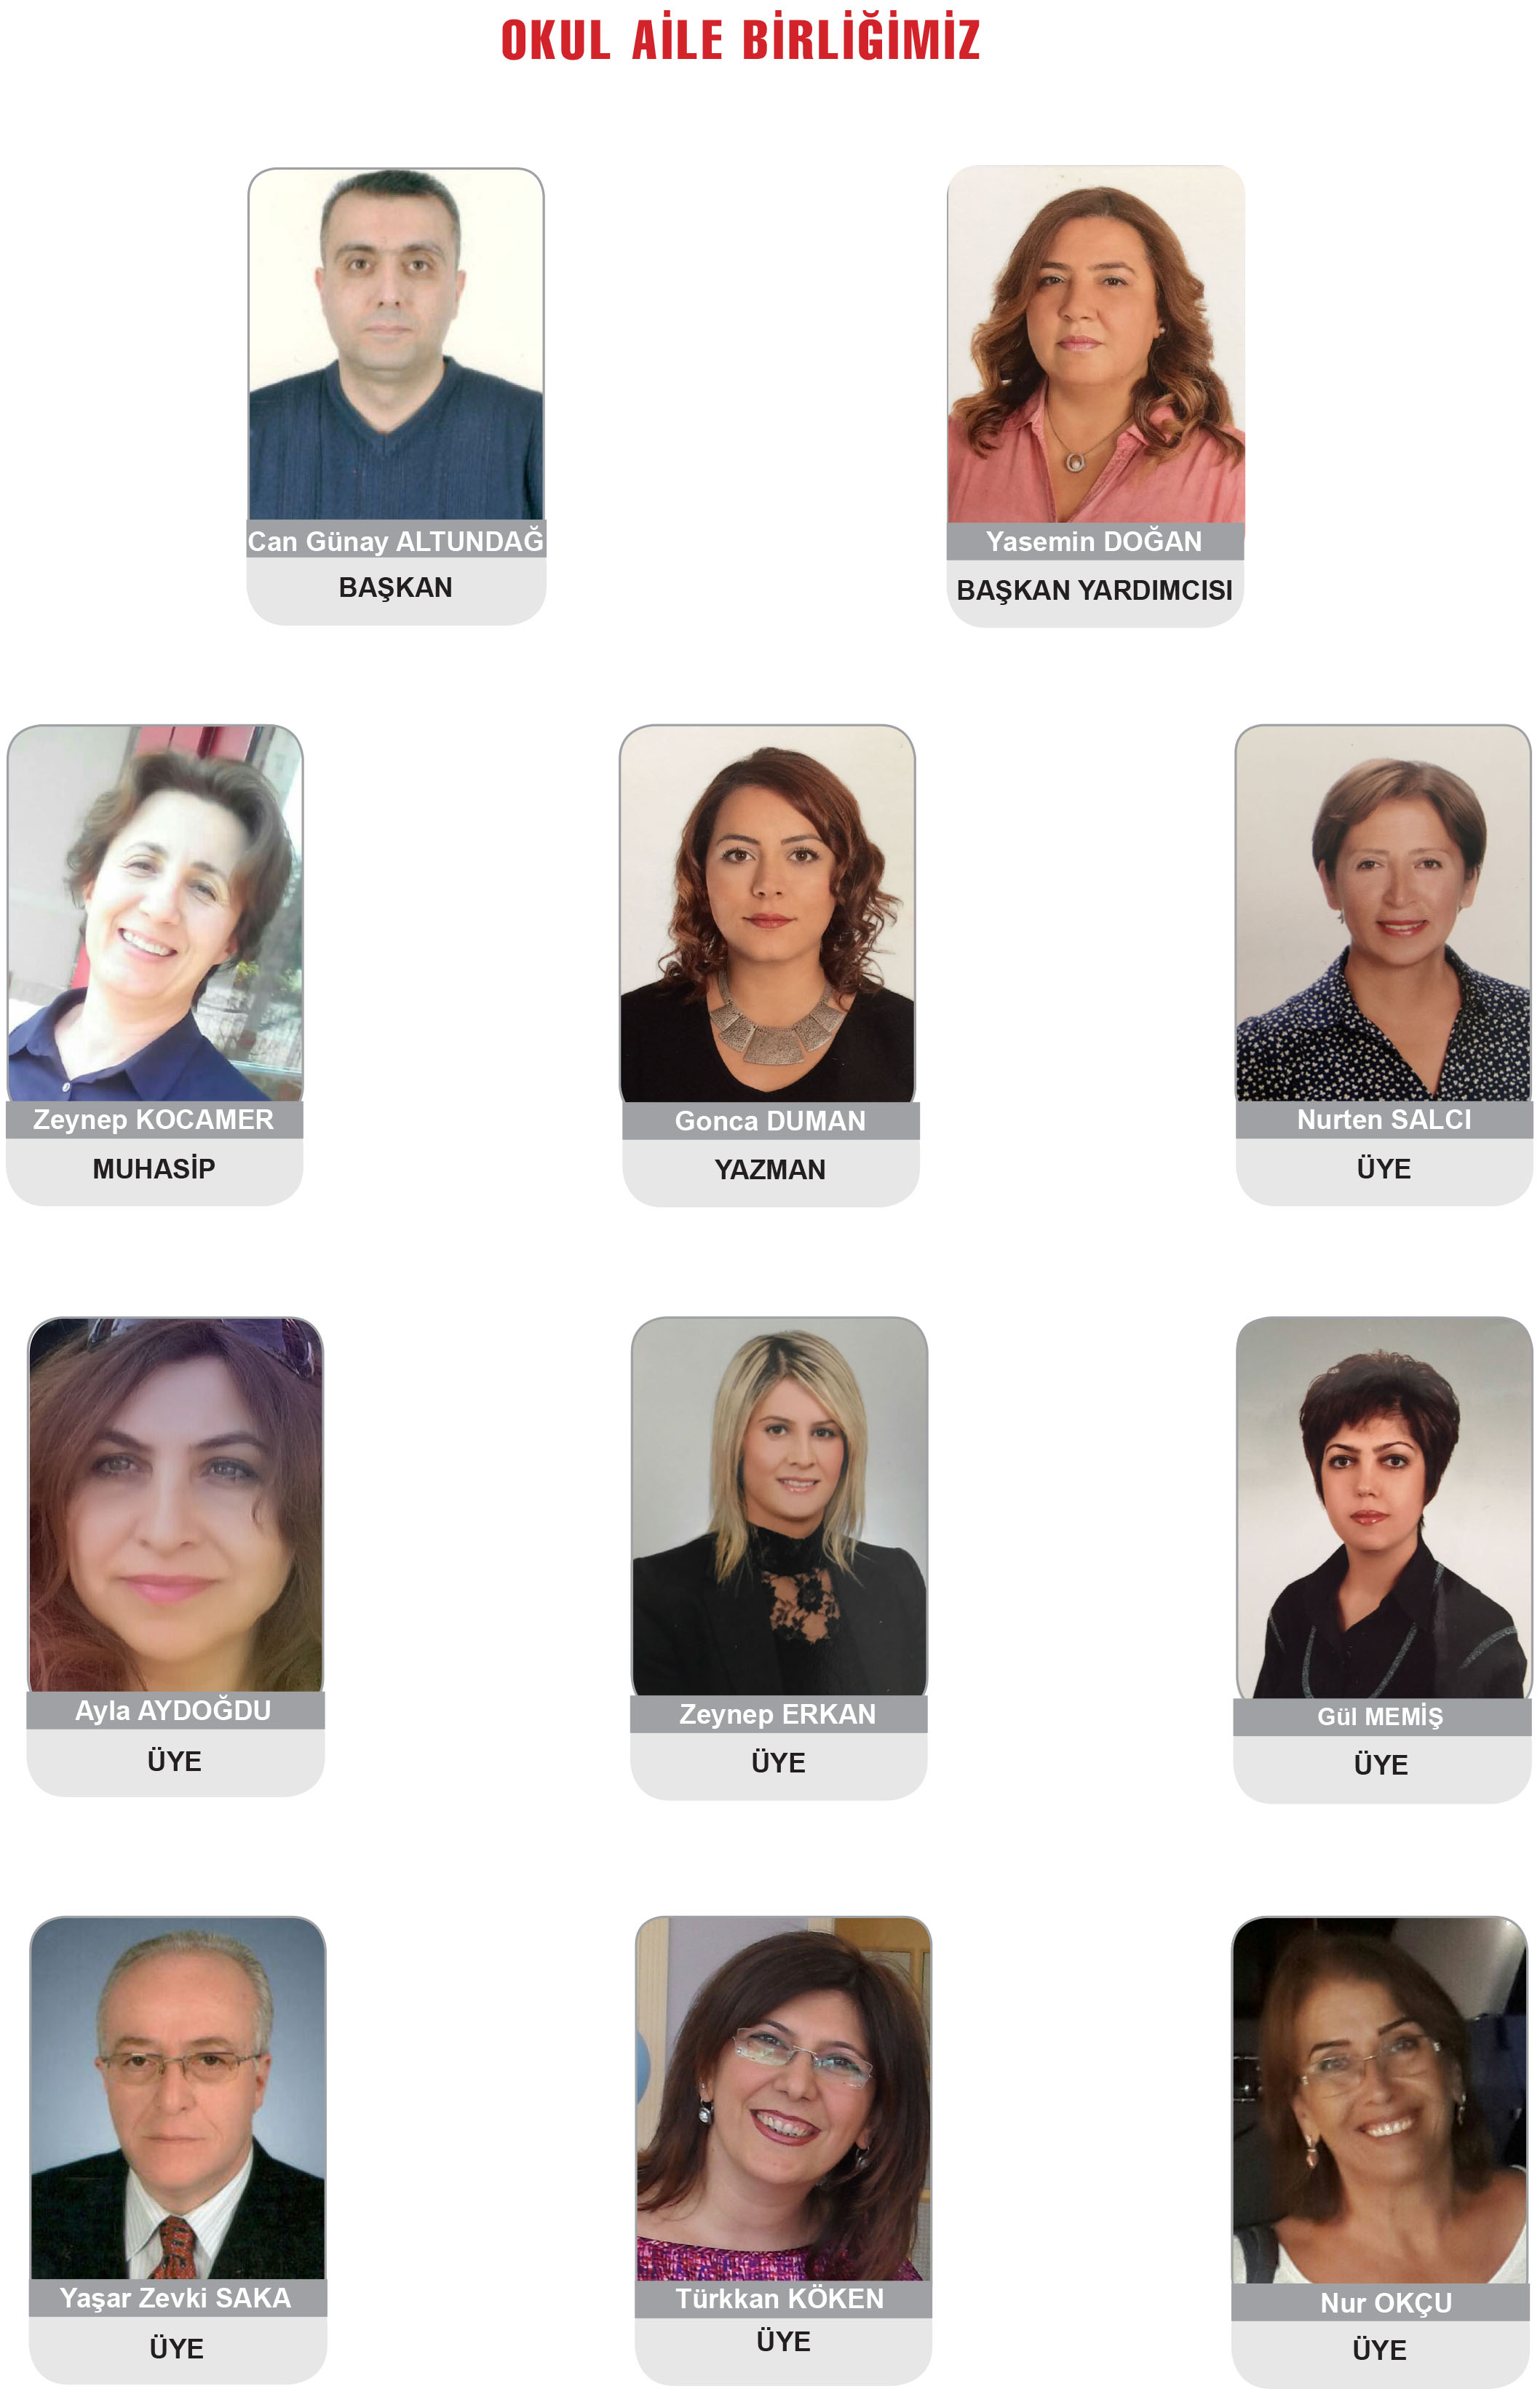 OKUL AİLE BİRLİĞİMİZ
Can Günay ALTUNDAĞ
BAŞKAN
Yasemin DOĞAN
BAŞKAN YARDIMCISI
Zeynep KOCAMER
MUHASİP
Gonca DUMAN
YAZMAN
Nurten SALCI
ÜYE
Ayla AYDOĞDU
ÜYE
Zeynep ERKAN
ÜYE
Gül MEMİŞ
ÜYE
Yaşar Zevki SAKA
ÜYE
Türkkan KÖKEN
ÜYE
Nur OKÇU
ÜYE